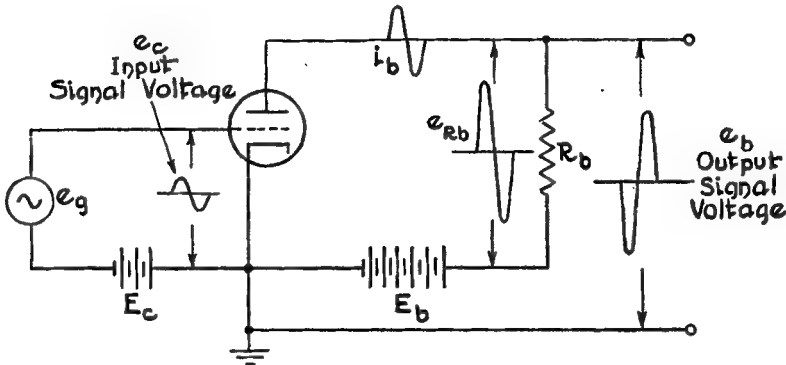 e_c
Input
Signal Voltage
i_b
e_Rb
R_b
e_b
Output
Signal
Voltage
e_g
E_c
E_b